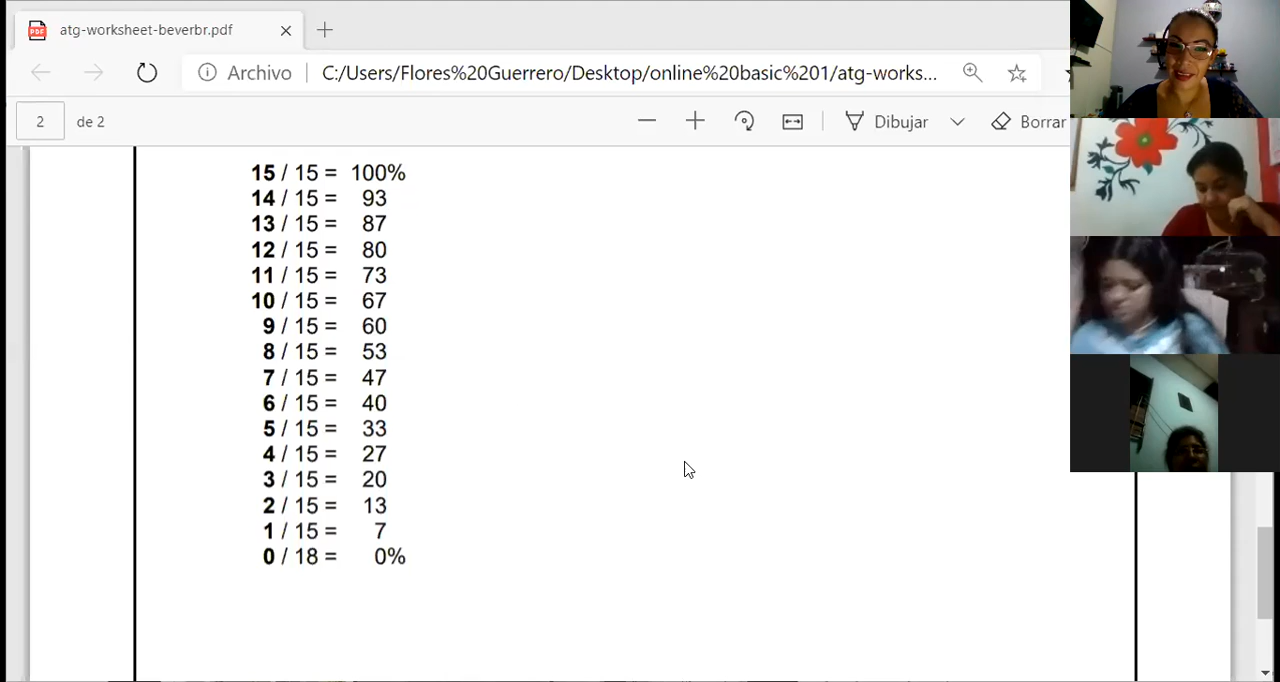 atg-worksheet-beverbr.pdf
Archivo C:/Users/Flores%20Guerrero/Desktop/online%20basic%201/atg-works...
2 de 2 Dibujar Borrar
15 / 15 = 100%
14 / 15 = 93
13 / 15 = 87
12 / 15 = 80
11 / 15 = 73
10 / 15 = 67
9 / 15 = 60
8 / 15 = 53
7 / 15 = 47
6 / 15 = 40
5 / 15 = 33
4 / 15 = 27
3 / 15 = 20
2 / 15 = 13
1 / 15 = 7
0 / 18 = 0%